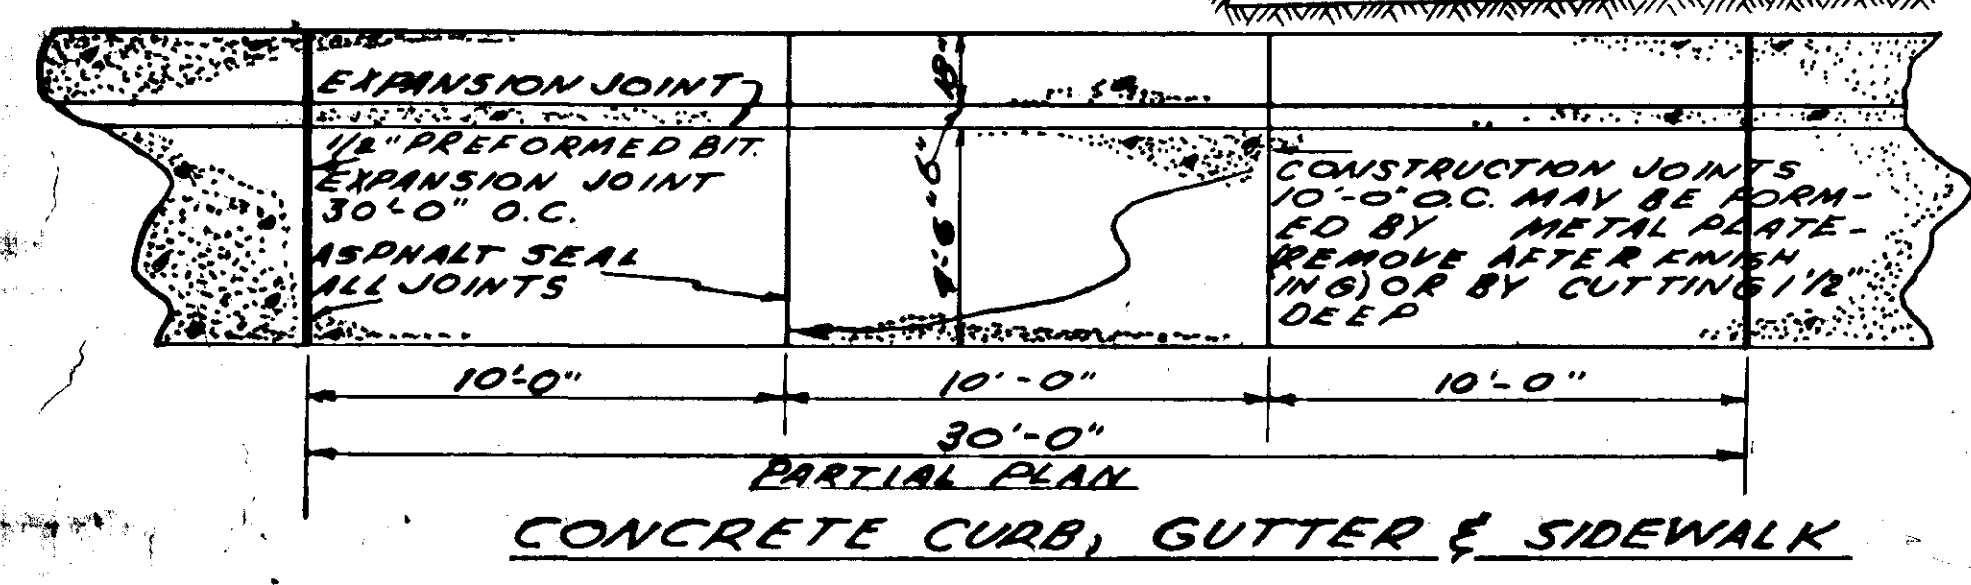 EXPANSION JOINT
1/2" PREFORMED BIT.
EXPANSION JOINT
30'-0" O.C.
ASPHALT SEAL
ALL JOINTS
6"
CONSTRUCTION JOINTS
10'-0" O.C. MAY BE FORM-
ED BY METAL PLATE-
(REMOVE AFTER FINISH
ING) OR BY CUTTING 1 1/2"
DEEP
10'-0"
10'-0"
10'-0"
30'-0"
PARTIAL PLAN
CONCRETE CURB, GUTTER & SIDEWALK